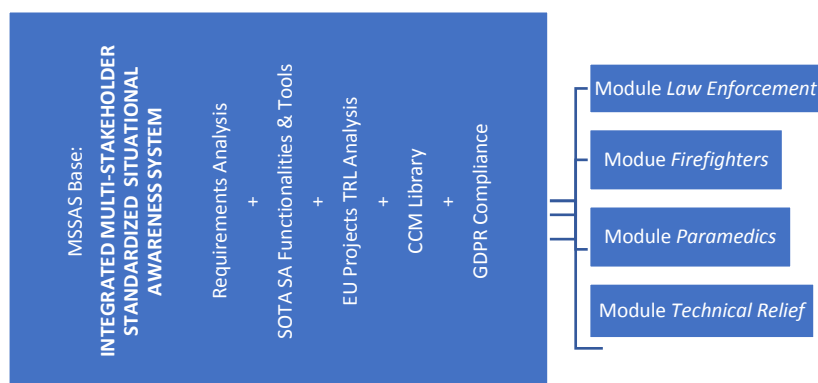 MSSAS Base:
INTEGRATED MULTI-STAKEHOLDER
STANDARDIZED SITUATIONAL
AWARENESS SYSTEM
Requirements Analysis
+
SOTA SA Functionalities & Tools
+
EU Projects TRL Analysis
+
CCM Library
+
GDPR Compliance
Module Law Enforcement
Modue Firefighters
Module Paramedics
Module Technical Relief